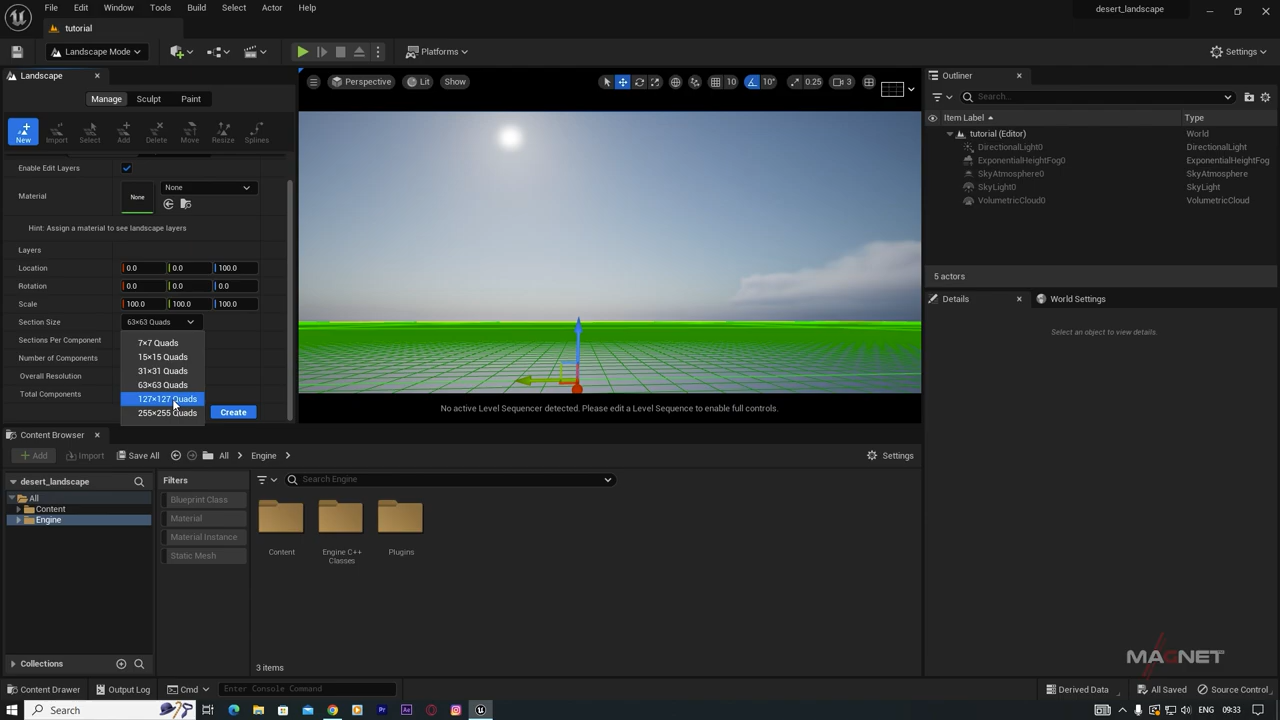 File Edit Window Tools Build Select Actor Help
desert_landscape
tutorial
Landscape Mode
Platforms
Settings
Landscape
Manage Sculpt Paint
New Import Select Add Delete Move Resize Splines
Enable Edit Layers
Material
None
None
Hint: Assign a material to see landscape layers
Layers
Location 0.0 0.0 100.0
Rotation 0.0 0.0 0.0
Scale 100.0 100.0 100.0
Section Size 63×63 Quads
Sections Per Component
Number of Components
Overall Resolution
Total Components
7×7 Quads
15×15 Quads
31×31 Quads
63×63 Quads
127×127 Quads
255×255 Quads
Create
Perspective Lit Show
10 10° 0.25 3
No active Level Sequencer detected. Please edit a Level Sequence to enable full controls.
Outliner
Search...
Item Label Type
tutorial (Editor) World
DirectionalLight0 DirectionalLight
ExponentialHeightFog0 ExponentialHeightFog
SkyAtmosphere0 SkyAtmosphere
SkyLight0 SkyLight
VolumetricCloud0 VolumetricCloud
5 actors
Details World Settings
Select an object to view details.
Content Browser
Add Import Save All All Engine
Settings
desert_landscape
All
Content
Engine
Collections
Filters
Blueprint Class
Material
Material Instance
Static Mesh
Search Engine
Content
Engine C++
Classes
Plugins
3 items
MAGNET
Content Drawer Output Log Cmd Enter Console Command
Derived Data All Saved Source Control
Search
Pr Ae
ENG 09:33